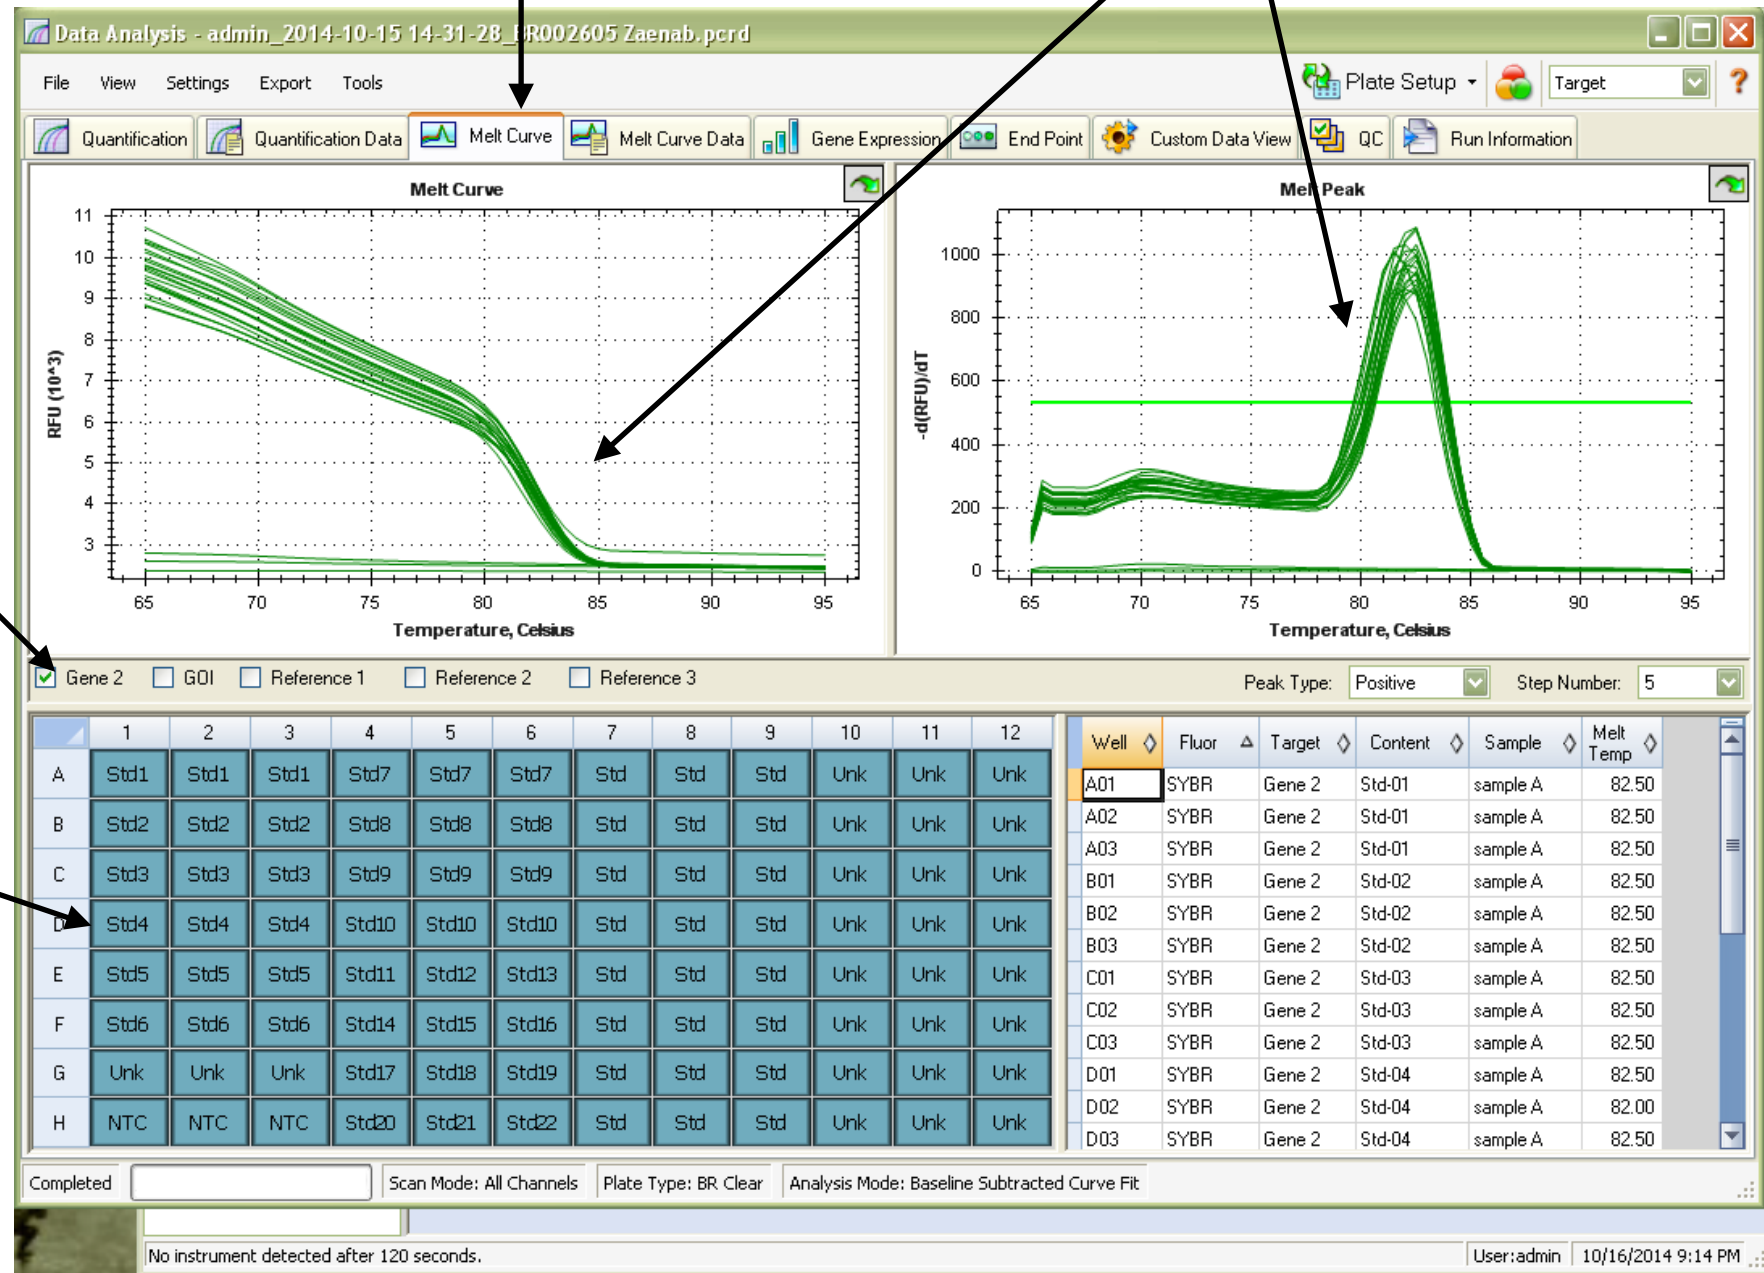 Data Analysis - admin_2014-10-15 14-31-28_BR002605 Zaenab.pcrd
File View Settings Export Tools Plate Setup Target ?
Quantification Quantification Data Melt Curve Melt Curve Data Gene Expression End Point Custom Data View QC Run Information
Melt Curve
11
10
9
8
7
6
5
4
3
RFU (10^3)
65 70 75 80 85 90 95
Temperature, Celsius
Melt Peak
1000
800
600
400
200
0
-d(RFU)/dT
65 70 75 80 85 90 95
Temperature, Celsius
Gene 2 GOI Reference 1 Reference 2 Reference 3 Peak Type: Positive Step Number: 5
1 2 3 4 5 6 7 8 9 10 11 12
A Std1 Std1 Std1 Std7 Std7 Std7 Std Std Std Unk Unk Unk
B Std2 Std2 Std2 Std8 Std8 Std8 Std Std Std Unk Unk Unk
C Std3 Std3 Std3 Std9 Std9 Std9 Std Std Std Unk Unk Unk
D Std4 Std4 Std4 Std10 Std10 Std10 Std Std Std Unk Unk Unk
E Std5 Std5 Std5 Std11 Std12 Std13 Std Std Std Unk Unk Unk
F Std6 Std6 Std6 Std14 Std15 Std16 Std Std Std Unk Unk Unk
G Unk Unk Unk Std17 Std18 Std19 Std Std Std Unk Unk Unk
H NTC NTC NTC Std20 Std21 Std22 Std Std Std Unk Unk Unk
Well Fluor Target Content Sample Melt Temp
A01 SYBR Gene 2 Std-01 sample A 82.50
A02 SYBR Gene 2 Std-01 sample A 82.50
A03 SYBR Gene 2 Std-01 sample A 82.50
B01 SYBR Gene 2 Std-02 sample A 82.50
B02 SYBR Gene 2 Std-02 sample A 82.50
B03 SYBR Gene 2 Std-02 sample A 82.50
C01 SYBR Gene 2 Std-03 sample A 82.50
C02 SYBR Gene 2 Std-03 sample A 82.50
C03 SYBR Gene 2 Std-03 sample A 82.50
D01 SYBR Gene 2 Std-04 sample A 82.50
D02 SYBR Gene 2 Std-04 sample A 82.00
D03 SYBR Gene 2 Std-04 sample A 82.50
Completed Scan Mode: All Channels Plate Type: BR Clear Analysis Mode: Baseline Subtracted Curve Fit
No instrument detected after 120 seconds. User:admin 10/16/2014 9:14 PM